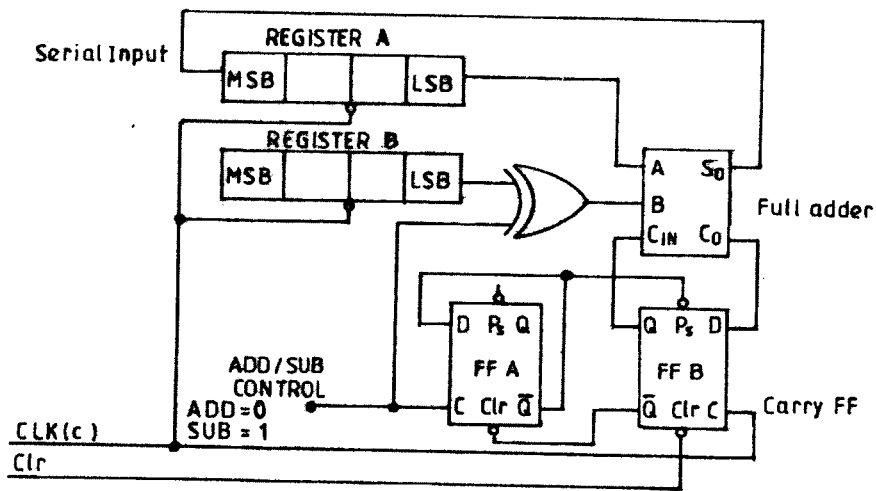 REGISTER A
Serial Input
MSB
LSB
REGISTER B
MSB
LSB
A
S₀
B
C_IN
C₀
Full adder
D
Pₛ
Q
FF A
C
Clr
Q̅
Q
Pₛ
D
FF B
Q̅
Clr
C
Carry FF
ADD/SUB
CONTROL
ADD=0
SUB = 1
CLK(c)
Clr